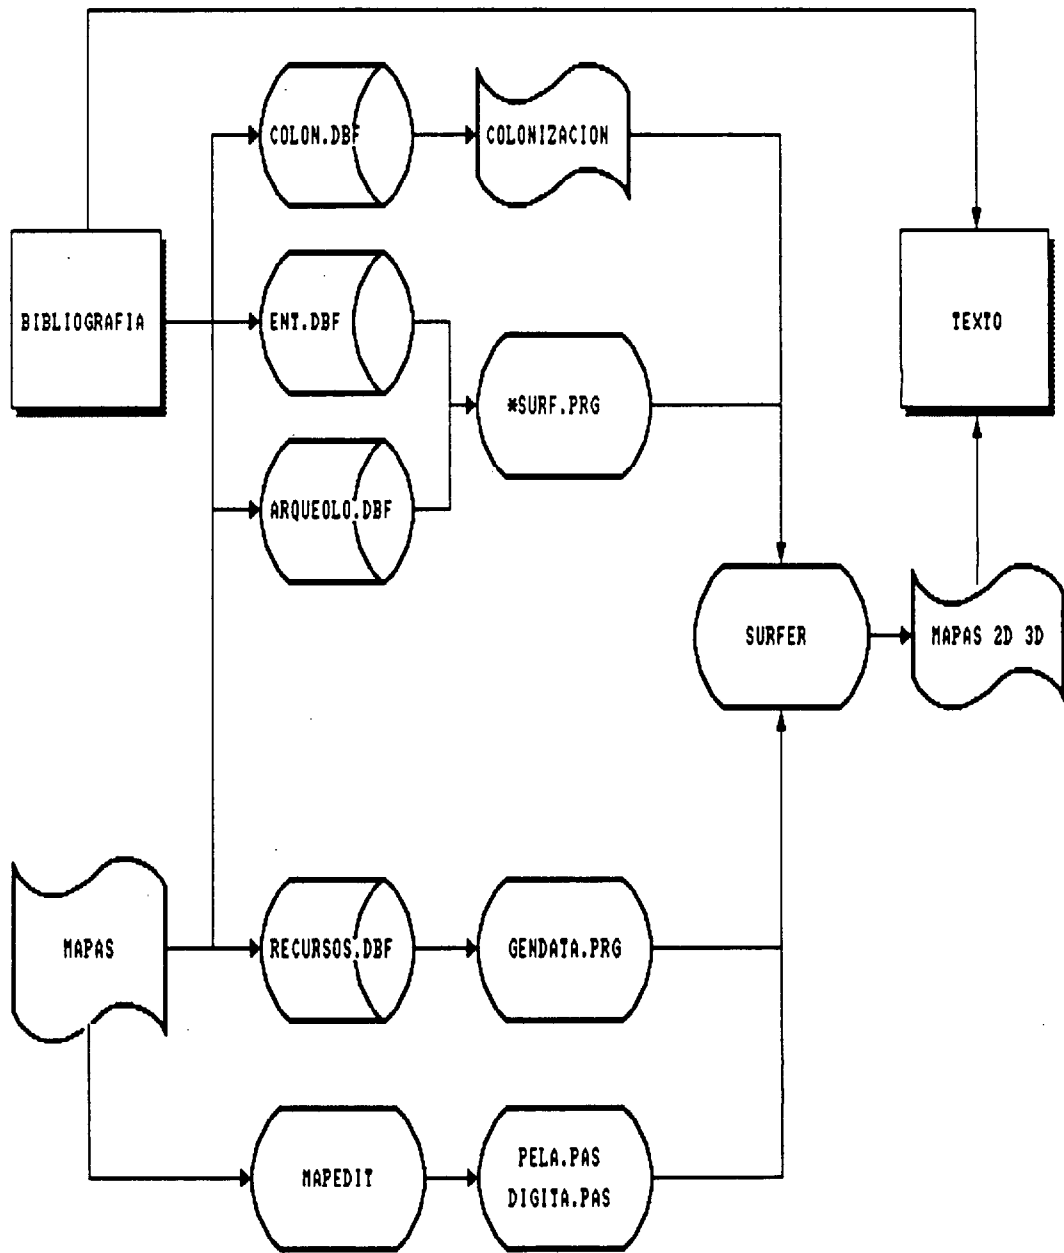 COLON.DBF
COLONIZACION
BIBLIOGRAFIA
ENT.DBF
TEXTO
*SURF.PRG
ARQUEOLO.DBF
SURFER
MAPAS 2D 3D
MAPAS
RECURSOS.DBF
GENDATA.PRG
MAPEDIT
PELA.PAS
DIGITA.PAS